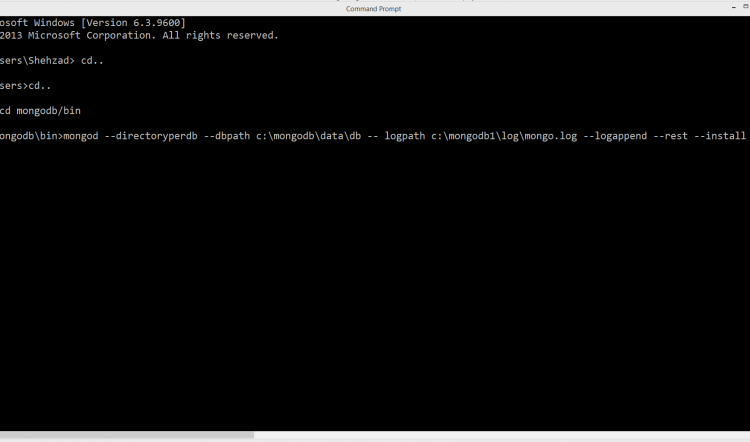 Command Prompt
osoft Windows [Version 6.3.9600]
2013 Microsoft Corporation. All rights reserved.
sers\Shehzad> cd..
sers>cd..
cd mongodb/bin
ongodb\bin>mongod --directoryperdb --dbpath c:\mongodb\data\db -- logpath c:\mongodb1\log\mongo.log --logappend --rest --install